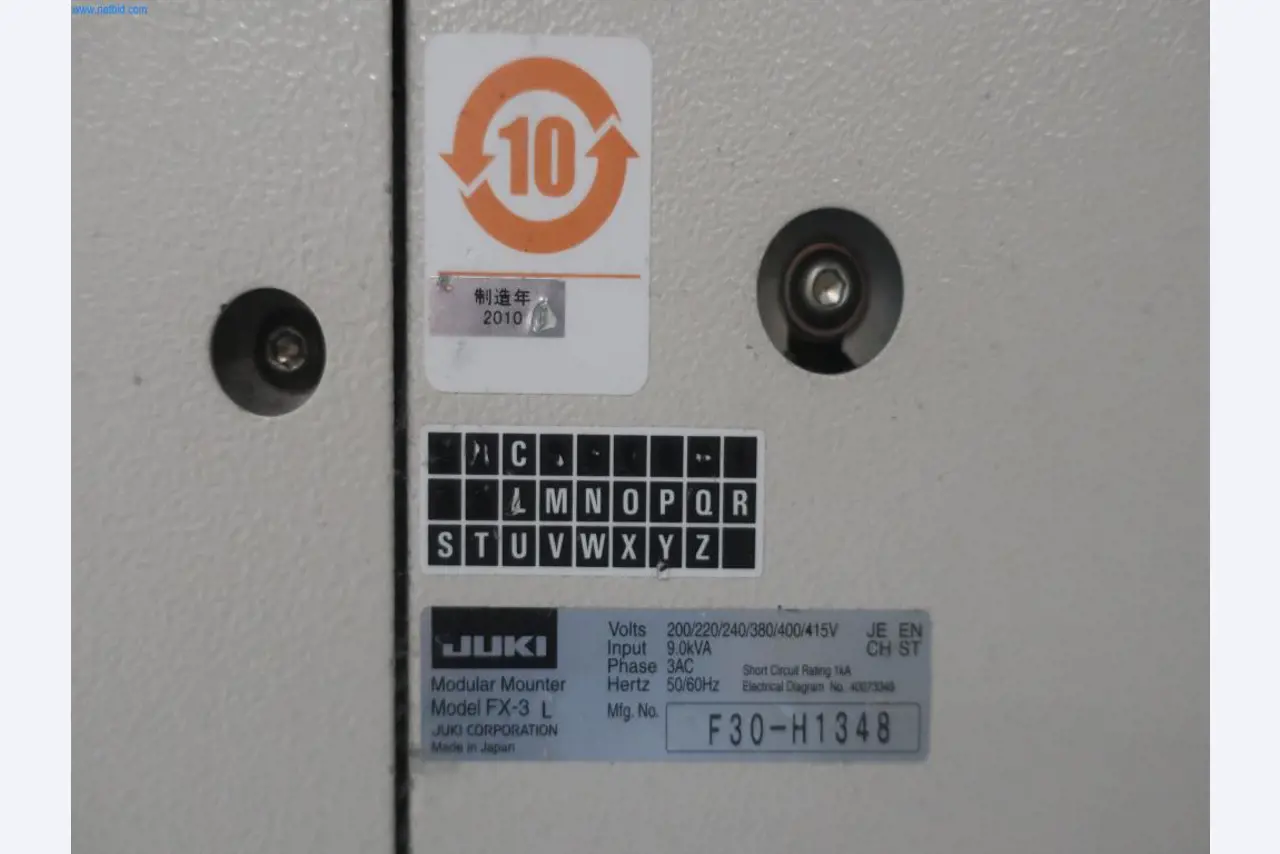 www.netbid.com
10
制造年
2010
C
M N O P Q R
S T U V W X Y Z
JUKI
Modular Mounter
Model FX-3 L
JUKI CORPORATION
Made in Japan
Volts 200/220/240/380/400/415V JE EN
Input 9.0kVA CH ST
Phase 3AC Short Circuit Rating 1kA
Hertz 50/60Hz Electrical Diagram No.
Mfg. No. F30-H1348